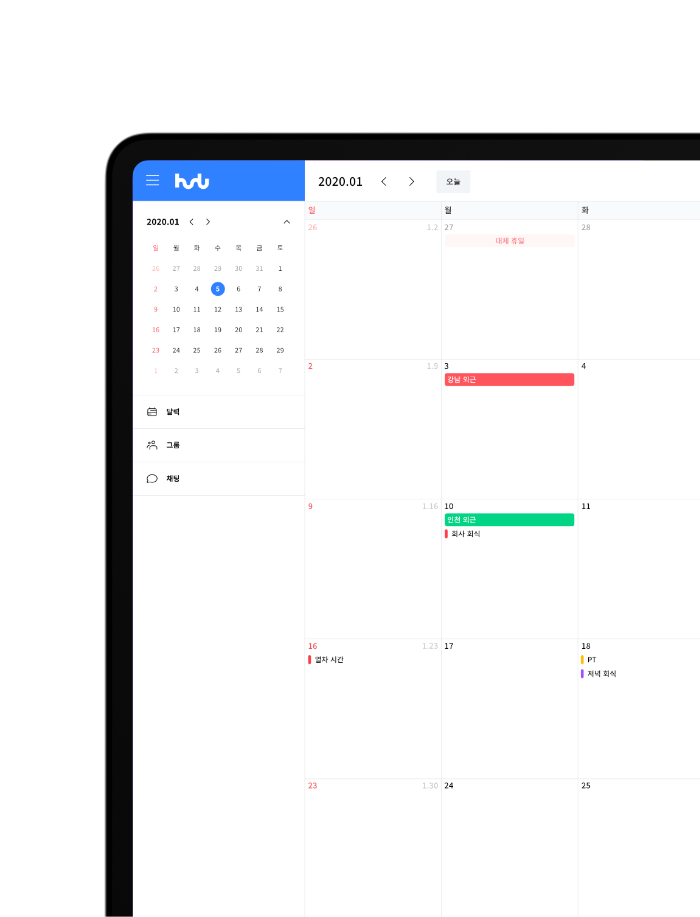 hudu
2020.01
2020.01
오늘
일 월 화 수 목 금 토
26 27 28 29 30 31 1
2 3 4 5 6 7 8
9 10 11 12 13 14 15
16 17 18 19 20 21 22
23 24 25 26 27 28 29
1 2 3 4 5 6 7
달력
그룹
채팅
일 월 화
26 1.2 27 28
대체 휴일
2 1.9 3 4
강남 외근
9 1.16 10 11
인천 외근
회사 회식
16 1.23 17 18
열차 시간 PT
저녁 회식
23 1.30 24 25